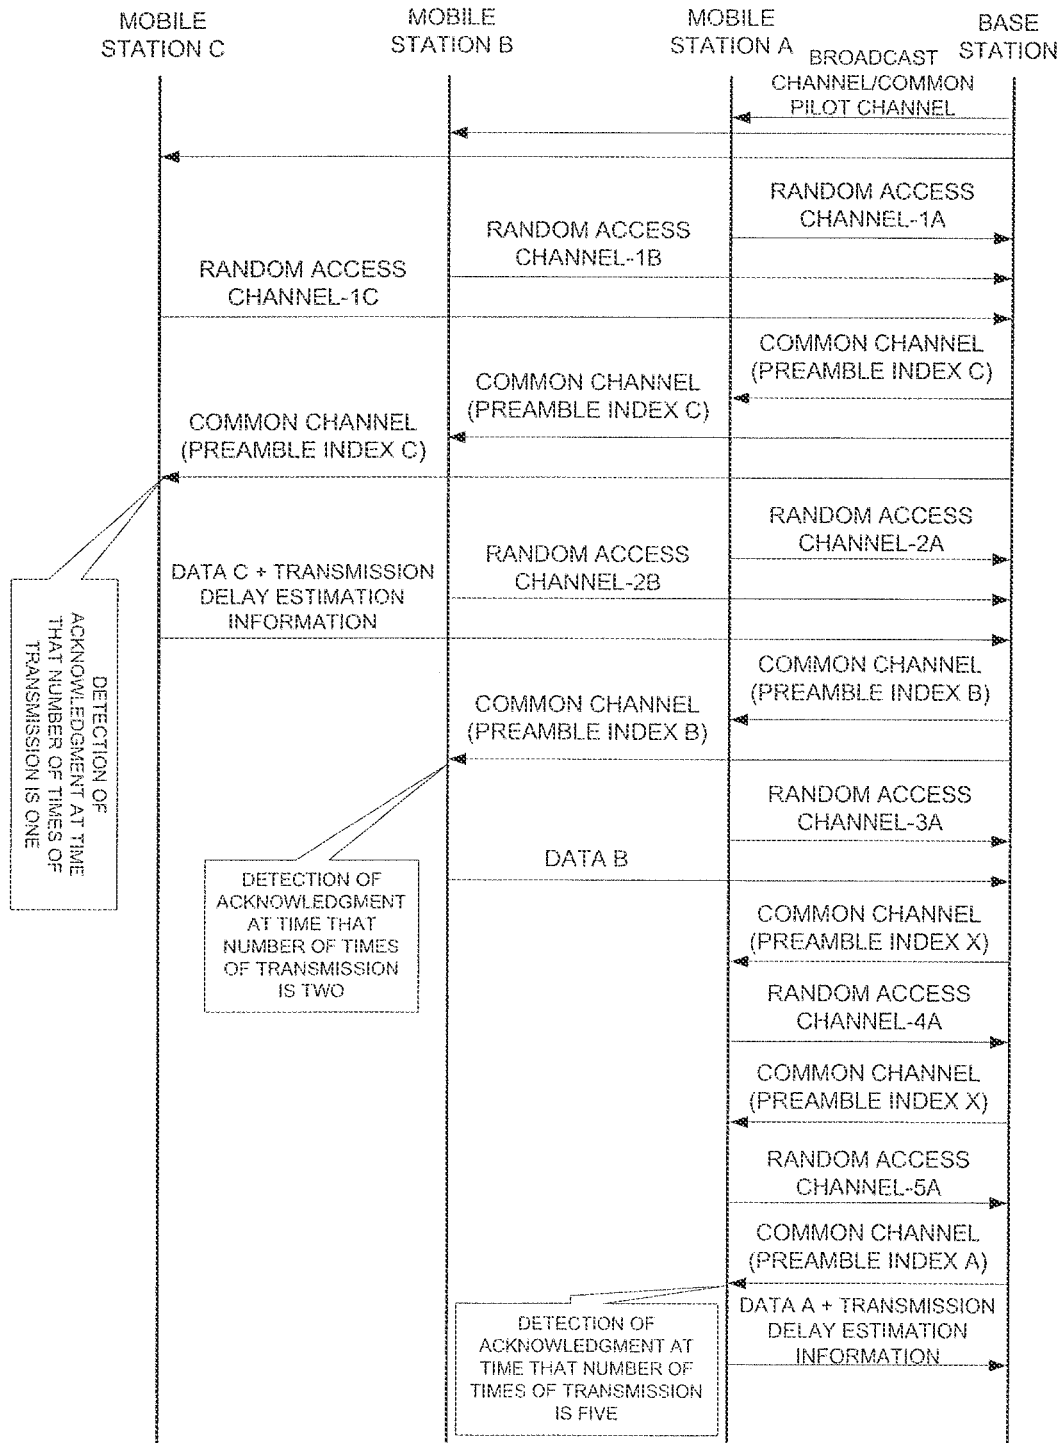 MOBILE
STATION C
MOBILE
STATION B
MOBILE
STATION A
BASE
STATION
BROADCAST
CHANNEL/COMMON
PILOT CHANNEL
RANDOM ACCESS
CHANNEL-1A
RANDOM ACCESS
CHANNEL-1B
RANDOM ACCESS
CHANNEL-1C
COMMON CHANNEL
(PREAMBLE INDEX C)
COMMON CHANNEL
(PREAMBLE INDEX C)
COMMON CHANNEL
(PREAMBLE INDEX C)
RANDOM ACCESS
CHANNEL-2A
RANDOM ACCESS
CHANNEL-2B
DATA C + TRANSMISSION
DELAY ESTIMATION
INFORMATION
DETECTION OF
ACKNOWLEDGMENT AT TIME
THAT NUMBER OF TIMES OF
TRANSMISSION IS ONE
COMMON CHANNEL
(PREAMBLE INDEX B)
COMMON CHANNEL
(PREAMBLE INDEX B)
RANDOM ACCESS
CHANNEL-3A
DATA B
DETECTION OF
ACKNOWLEDGMENT
AT TIME THAT
NUMBER OF TIMES
OF TRANSMISSION
IS TWO
COMMON CHANNEL
(PREAMBLE INDEX X)
RANDOM ACCESS
CHANNEL-4A
COMMON CHANNEL
(PREAMBLE INDEX X)
RANDOM ACCESS
CHANNEL-5A
COMMON CHANNEL
(PREAMBLE INDEX A)
DETECTION OF
ACKNOWLEDGMENT AT
TIME THAT NUMBER OF
TIMES OF TRANSMISSION
IS FIVE
DATA A + TRANSMISSION
DELAY ESTIMATION
INFORMATION